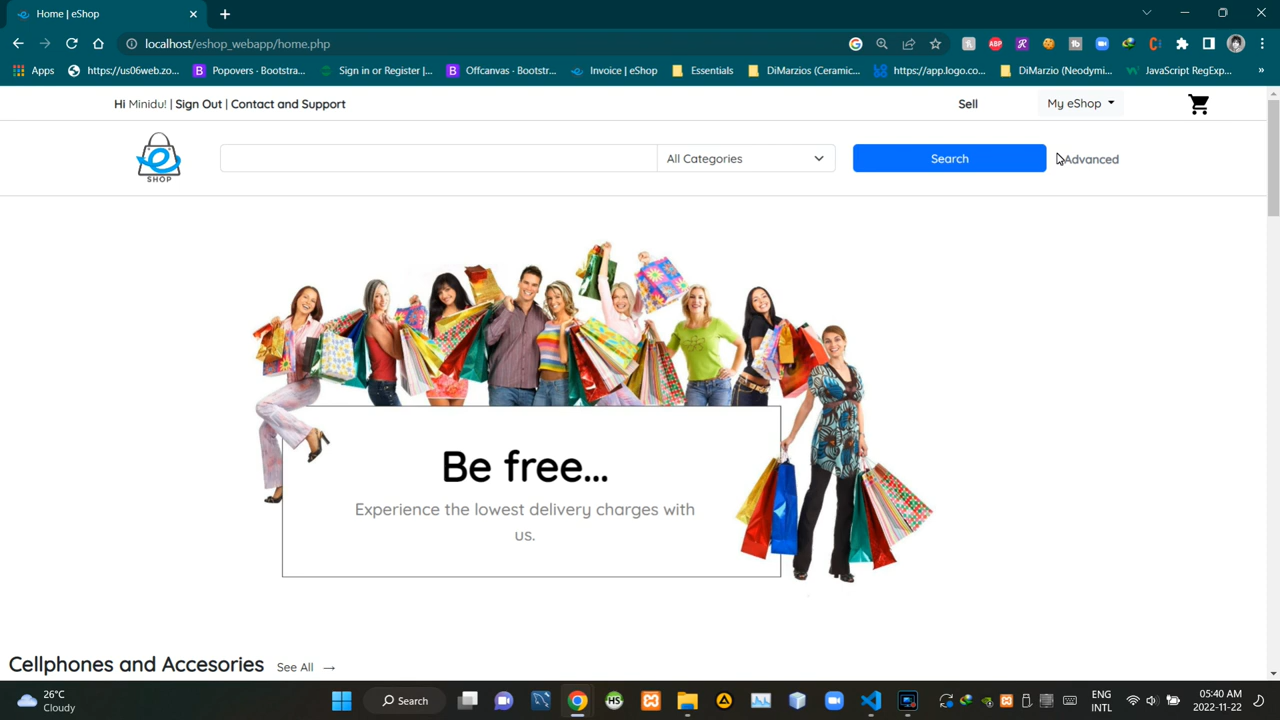 Home | eShop
localhost/eshop_webapp/home.php
Apps https://us06web.zo... Popovers · Bootstra... Sign in or Register |... Offcanvas · Bootstr... Invoice | eShop Essentials DiMarzios (Ceramic... https://app.logo.co... DiMarzio (Neodymi... JavaScript RegExp... »
Hi Minidu! | Sign Out | Contact and Support Sell My eShop
SHOP
All Categories Search Advanced
Be free...
Experience the lowest delivery charges with
us.
Cellphones and Accesories See All →
26°C
Cloudy
Search
ENG
INTL
05:40 AM
2022-11-22